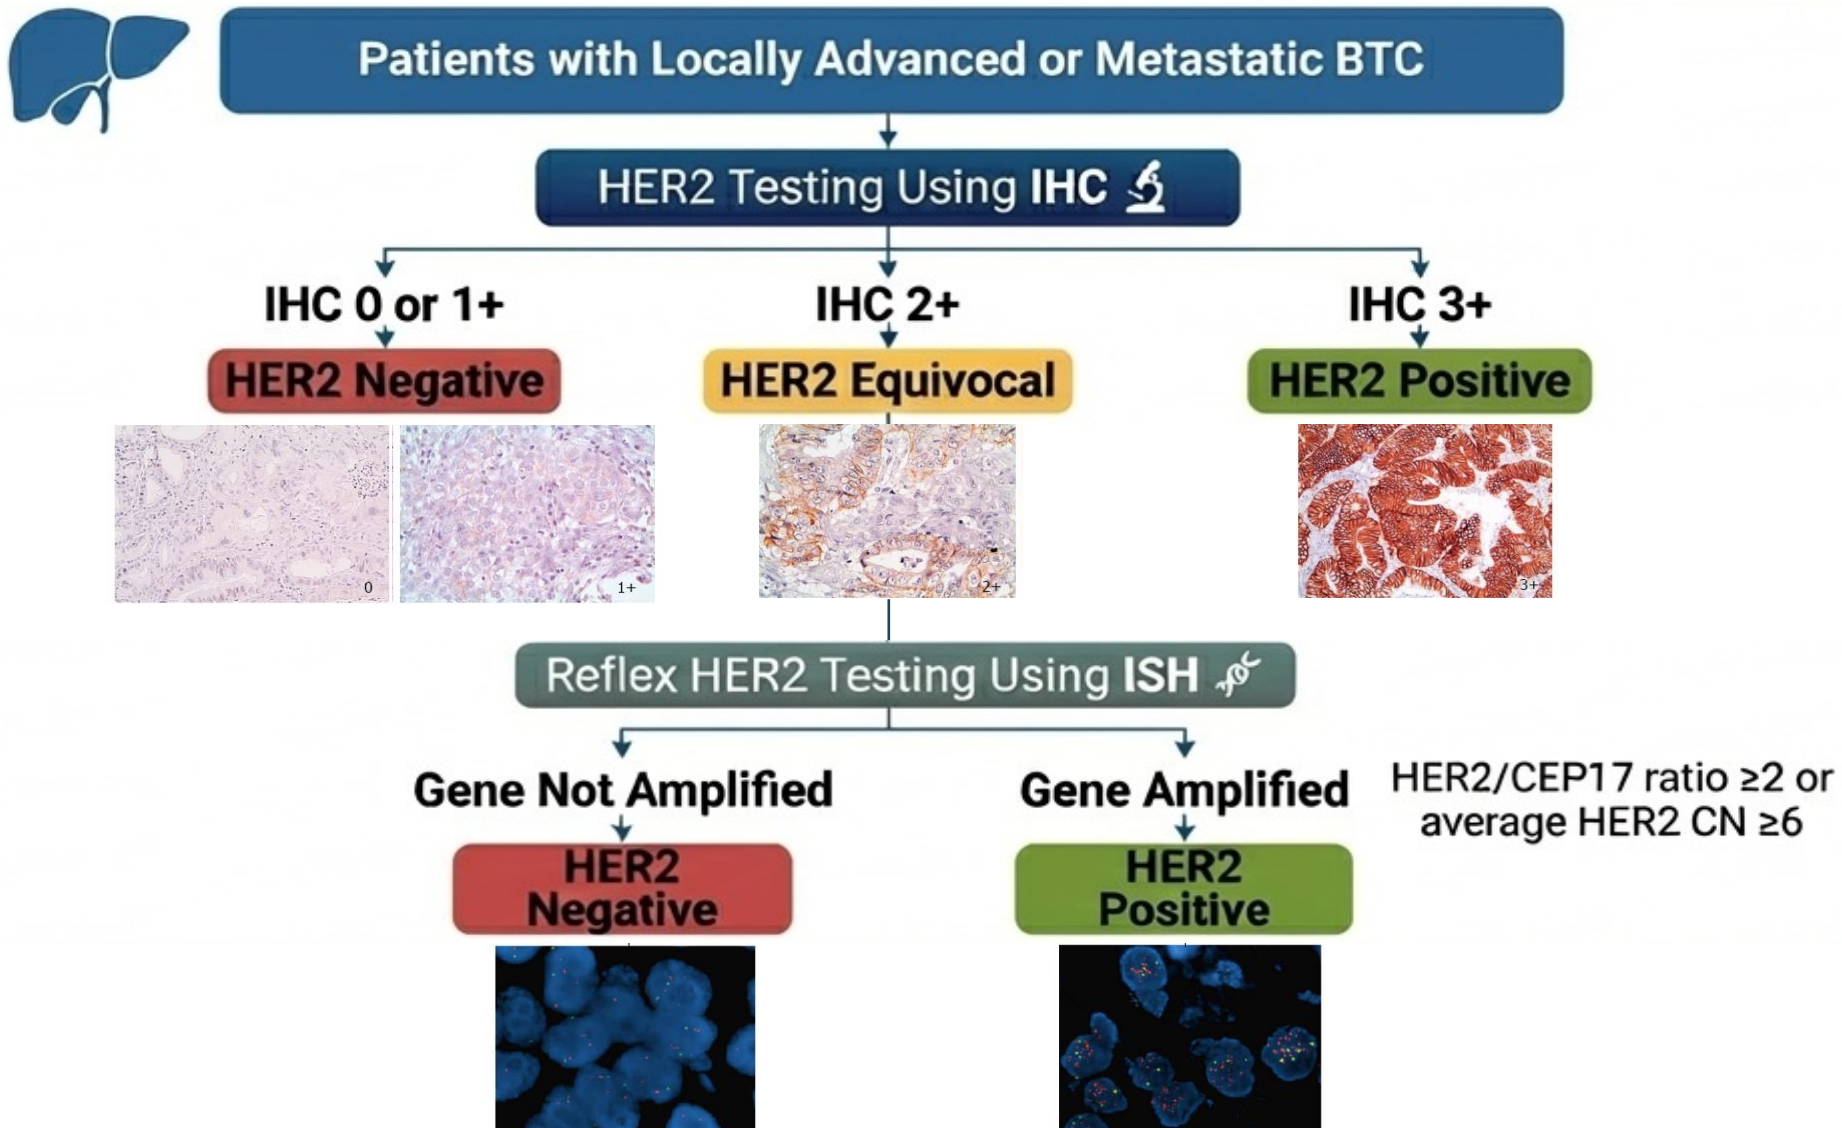 Patients with Locally Advanced or Metastatic BTC
HER2 Testing Using IHC
IHC 0 or 1+
IHC 2+
IHC 3+
HER2 Negative
HER2 Equivocal
HER2 Positive
0
1+
2+
3+
Reflex HER2 Testing Using ISH
Gene Not Amplified
Gene Amplified
HER2/CEP17 ratio ≥2 or
average HER2 CN ≥6
HER2
Negative
HER2
Positive